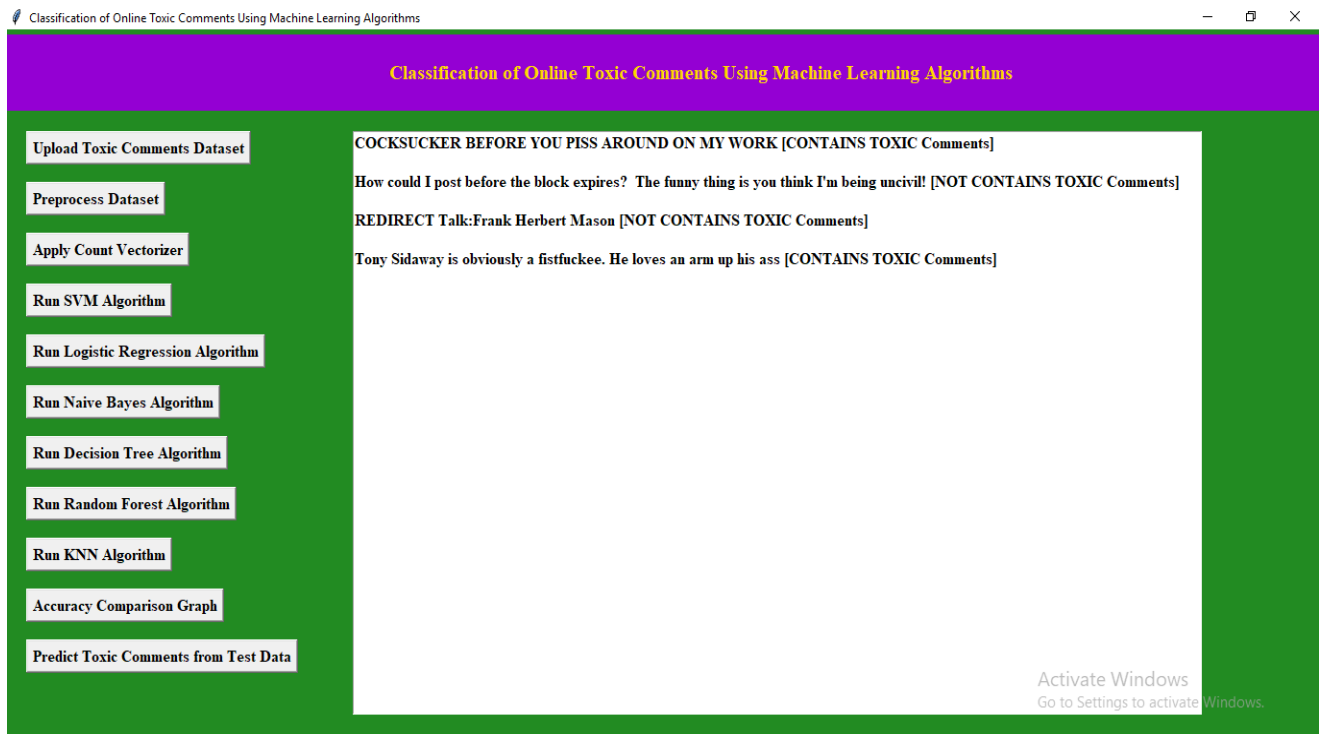 Classification of Online Toxic Comments Using Machine Learning Algorithms
Classification of Online Toxic Comments Using Machine Learning Algorithms
Upload Toxic Comments Dataset
Preprocess Dataset
Apply Count Vectorizer
Run SVM Algorithm
Run Logistic Regression Algorithm
Run Naive Bayes Algorithm
Run Decision Tree Algorithm
Run Random Forest Algorithm
Run KNN Algorithm
Accuracy Comparison Graph
Predict Toxic Comments from Test Data
COCKSUCKER BEFORE YOU PISS AROUND ON MY WORK [CONTAINS TOXIC Comments]
How could I post before the block expires?  The funny thing is you think I'm being uncivil! [NOT CONTAINS TOXIC Comments]
REDIRECT Talk:Frank Herbert Mason [NOT CONTAINS TOXIC Comments]
Tony Sidaway is obviously a fistfuckee. He loves an arm up his ass [CONTAINS TOXIC Comments]
Activate Windows
Go to Settings to activate Windows.